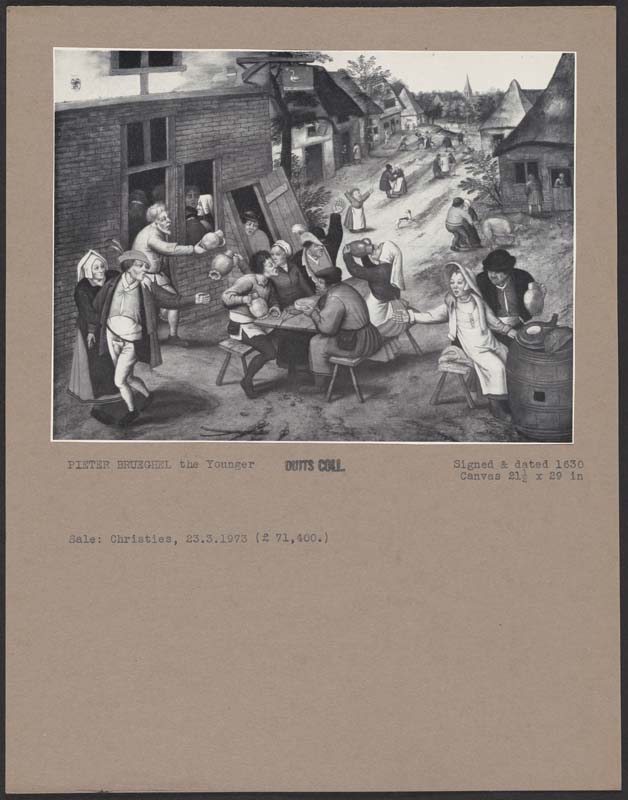 PIETER BRUEGHEL the Younger
DUITS COLL.
Signed & dated 1630
Canvas 21½ x 29 in
Sale: Christies, 23.3.1973 (£ 71,400.)